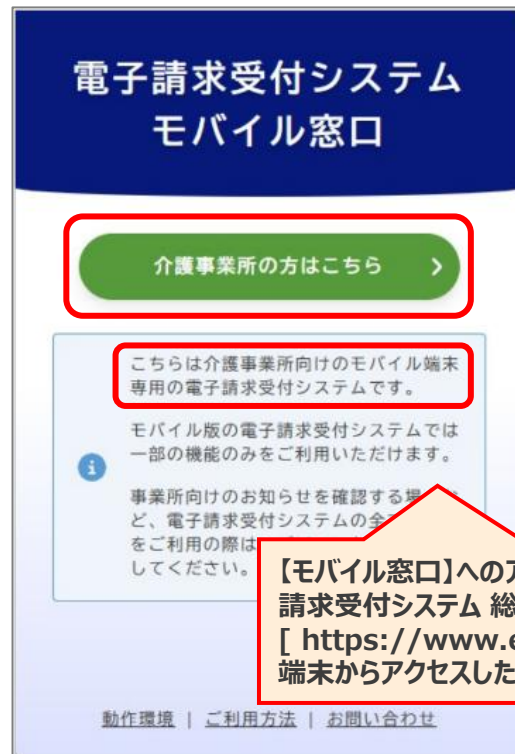 電子請求受付システム
モバイル窓口
介護事業所の方はこちら
こちらは介護事業所向けのモバイル端末
専用の電子請求受付システムです。
モバイル版の電子請求受付システムでは
一部の機能のみをご利用いただけます。
事業所向けのお知らせを確認する場
ど、電子請求受付システムの全
をご利用の際は
してください。
【モバイル窓口】への
請求受付システム 総
[ https://www.e
端末からアクセスした
動作環境 | ご利用方法 | お問い合わせ